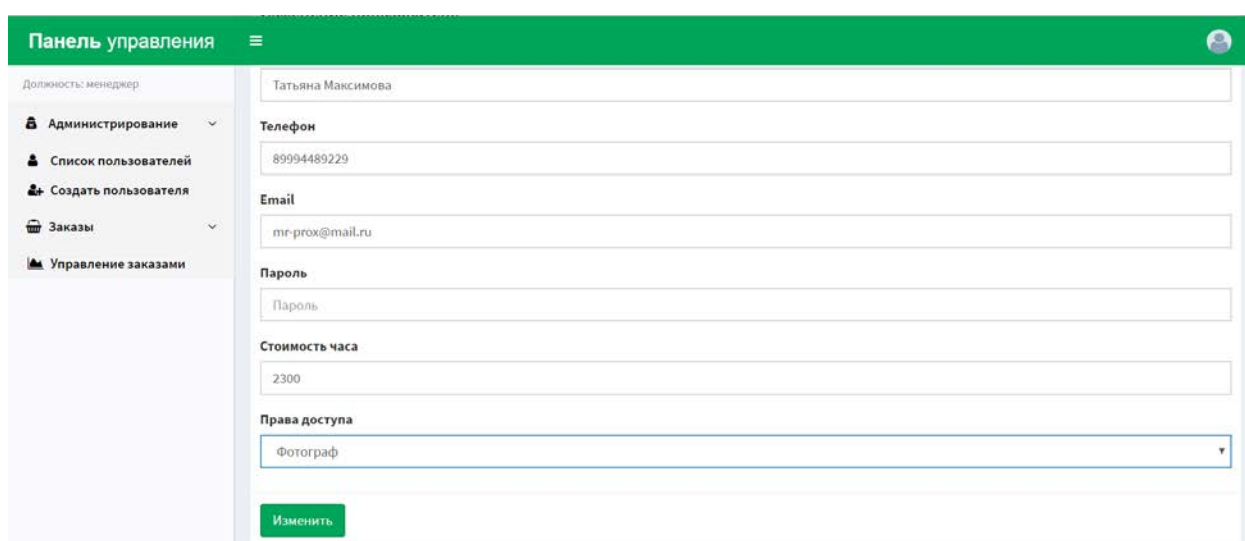 Панель управления
Должность: менеджер
Администрирование
Список пользователей
Создать пользователя
Заказы
Управление заказами
Татьяна Максимова
Телефон
89994489229
Email
mr-prox@mail.ru
Пароль
Пароль
Стоимость часа
2300
Права доступа
Фотограф
Изменить